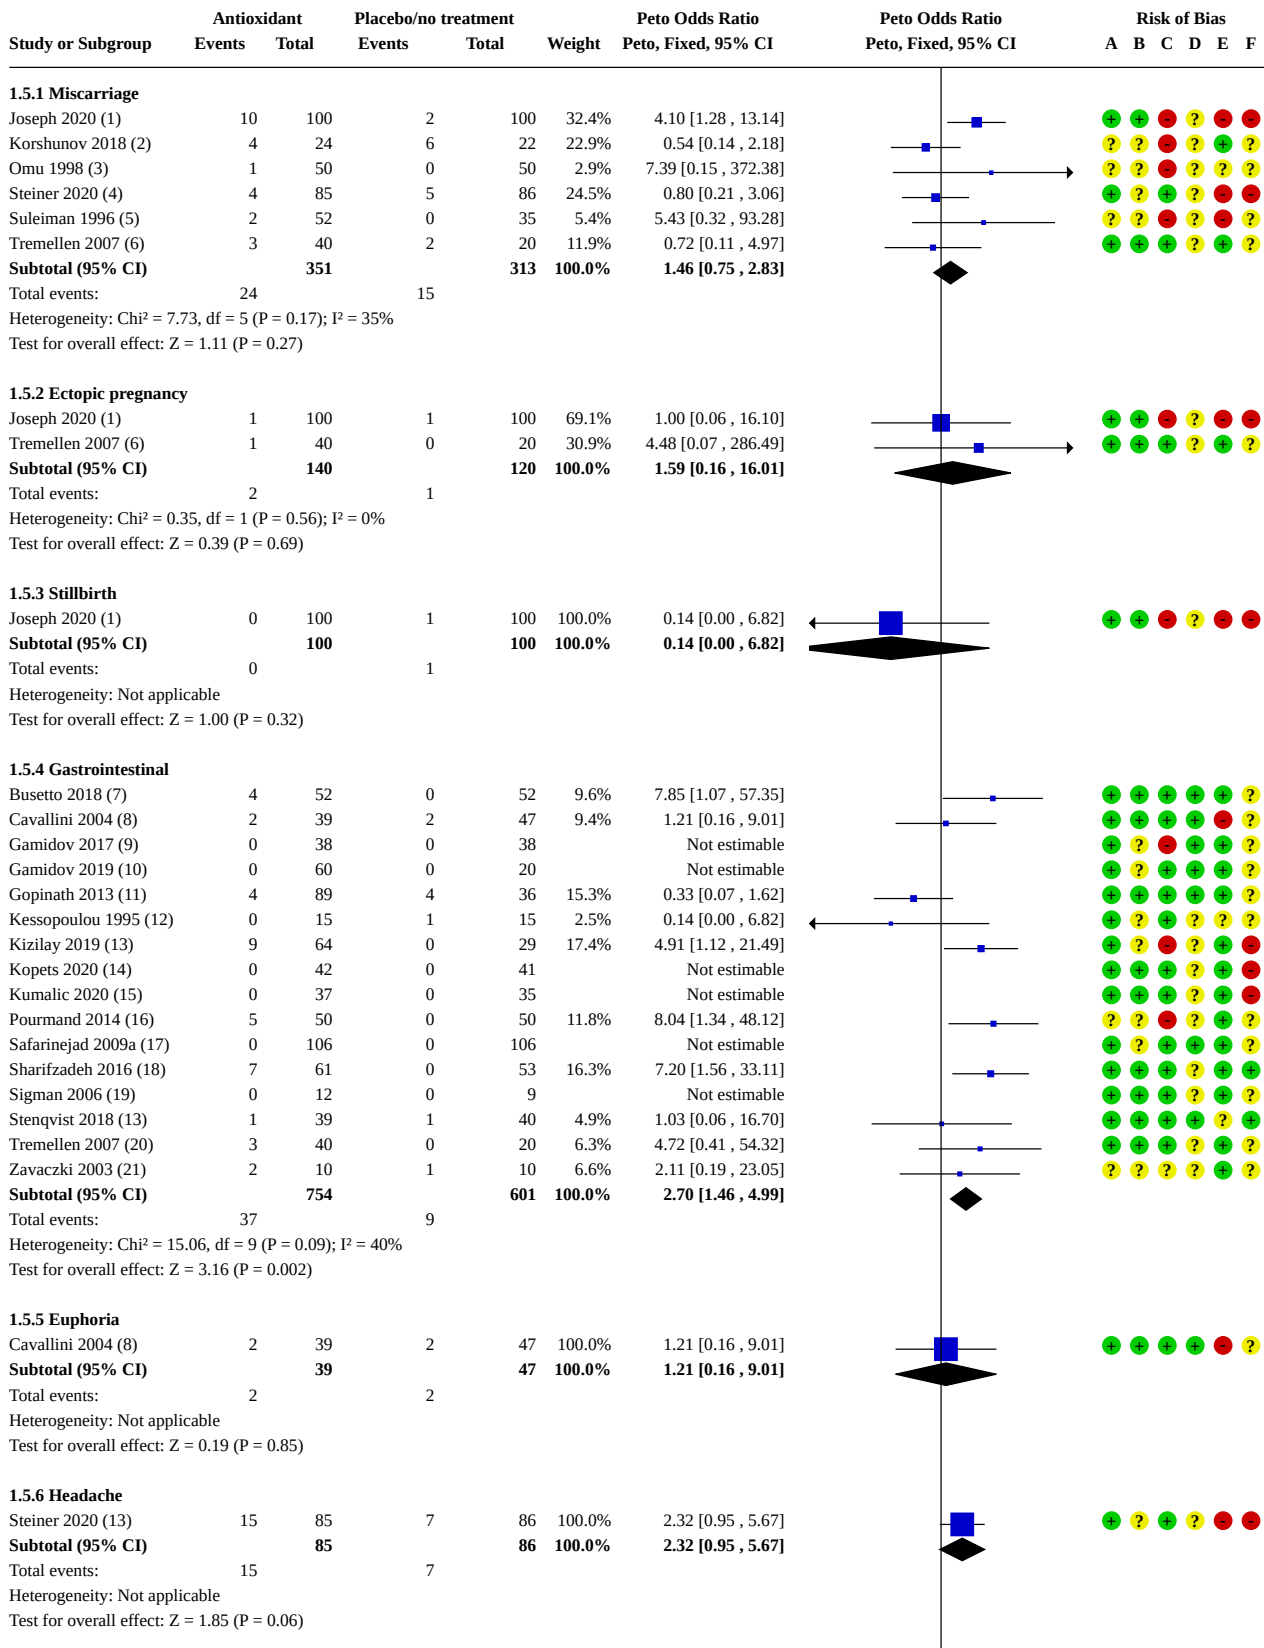 Antioxidant Placebo/no treatment Peto Odds Ratio Peto Odds Ratio Risk of Bias
Study or Subgroup Events Total Events Total Weight Peto, Fixed, 95% CI Peto, Fixed, 95% CI A B C D E F
1.5.1 Miscarriage
Joseph 2020 (1) 10 100 2 100 32.4% 4.10 [1.28 , 13.14] + + - ? - -
Korshunov 2018 (2) 4 24 6 22 22.9% 0.54 [0.14 , 2.18] ? ? - ? + ?
Omu 1998 (3) 1 50 0 50 2.9% 7.39 [0.15 , 372.38] ? ? - ? ? ?
Steiner 2020 (4) 4 85 5 86 24.5% 0.80 [0.21 , 3.06] + ? + ? - -
Suleiman 1996 (5) 2 52 0 35 5.4% 5.43 [0.32 , 93.28] ? ? - ? - ?
Tremellen 2007 (6) 3 40 2 20 11.9% 0.72 [0.11 , 4.97] + + + ? + ?
Subtotal (95% CI) 351 313 100.0% 1.46 [0.75 , 2.83]
Total events: 24 15
Heterogeneity: Chi² = 7.73, df = 5 (P = 0.17); I² = 35%
Test for overall effect: Z = 1.11 (P = 0.27)
1.5.2 Ectopic pregnancy
Joseph 2020 (1) 1 100 1 100 69.1% 1.00 [0.06 , 16.10] + + - ? - -
Tremellen 2007 (6) 1 40 0 20 30.9% 4.48 [0.07 , 286.49] + + + ? + ?
Subtotal (95% CI) 140 120 100.0% 1.59 [0.16 , 16.01]
Total events: 2 1
Heterogeneity: Chi² = 0.35, df = 1 (P = 0.56); I² = 0%
Test for overall effect: Z = 0.39 (P = 0.69)
1.5.3 Stillbirth
Joseph 2020 (1) 0 100 1 100 100.0% 0.14 [0.00 , 6.82] + + - ? - -
Subtotal (95% CI) 100 100 100.0% 0.14 [0.00 , 6.82]
Total events: 0 1
Heterogeneity: Not applicable
Test for overall effect: Z = 1.00 (P = 0.32)
1.5.4 Gastrointestinal
Busetto 2018 (7) 4 52 0 52 9.6% 7.85 [1.07 , 57.35] + + + + + ?
Cavallini 2004 (8) 2 39 2 47 9.4% 1.21 [0.16 , 9.01] + + + + - ?
Gamidov 2017 (9) 0 38 0 38 Not estimable + ? - + + ?
Gamidov 2019 (10) 0 60 0 20 Not estimable + ? + + + ?
Gopinath 2013 (11) 4 89 4 36 15.3% 0.33 [0.07 , 1.62] + + + + + ?
Kessopoulou 1995 (12) 0 15 1 15 2.5% 0.14 [0.00 , 6.82] + ? + ? ? ?
Kizilay 2019 (13) 9 64 0 29 17.4% 4.91 [1.12 , 21.49] + ? - ? + -
Kopets 2020 (14) 0 42 0 41 Not estimable + + + ? + -
Kumalic 2020 (15) 0 37 0 35 Not estimable + + + ? + -
Pourmand 2014 (16) 5 50 0 50 11.8% 8.04 [1.34 , 48.12] ? ? - ? + ?
Safarinejad 2009a (17) 0 106 0 106 Not estimable + ? + + + ?
Sharifzadeh 2016 (18) 7 61 0 53 16.3% 7.20 [1.56 , 33.11] + + + ? + +
Sigman 2006 (19) 0 12 0 9 Not estimable + + + ? + ?
Stenqvist 2018 (13) 1 39 1 40 4.9% 1.03 [0.06 , 16.70] + + + + ? +
Tremellen 2007 (20) 3 40 0 20 6.3% 4.72 [0.41 , 54.32] + + + ? + ?
Zavaczki 2003 (21) 2 10 1 10 6.6% 2.11 [0.19 , 23.05] ? ? ? ? + ?
Subtotal (95% CI) 754 601 100.0% 2.70 [1.46 , 4.99]
Total events: 37 9
Heterogeneity: Chi² = 15.06, df = 9 (P = 0.09); I² = 40%
Test for overall effect: Z = 3.16 (P = 0.002)
1.5.5 Euphoria
Cavallini 2004 (8) 2 39 2 47 100.0% 1.21 [0.16 , 9.01] + + + + - ?
Subtotal (95% CI) 39 47 100.0% 1.21 [0.16 , 9.01]
Total events: 2 2
Heterogeneity: Not applicable
Test for overall effect: Z = 0.19 (P = 0.85)
1.5.6 Headache
Steiner 2020 (13) 15 85 7 86 100.0% 2.32 [0.95 , 5.67] + ? + ? - -
Subtotal (95% CI) 85 86 100.0% 2.32 [0.95 , 5.67]
Total events: 15 7
Heterogeneity: Not applicable
Test for overall effect: Z = 1.85 (P = 0.06)